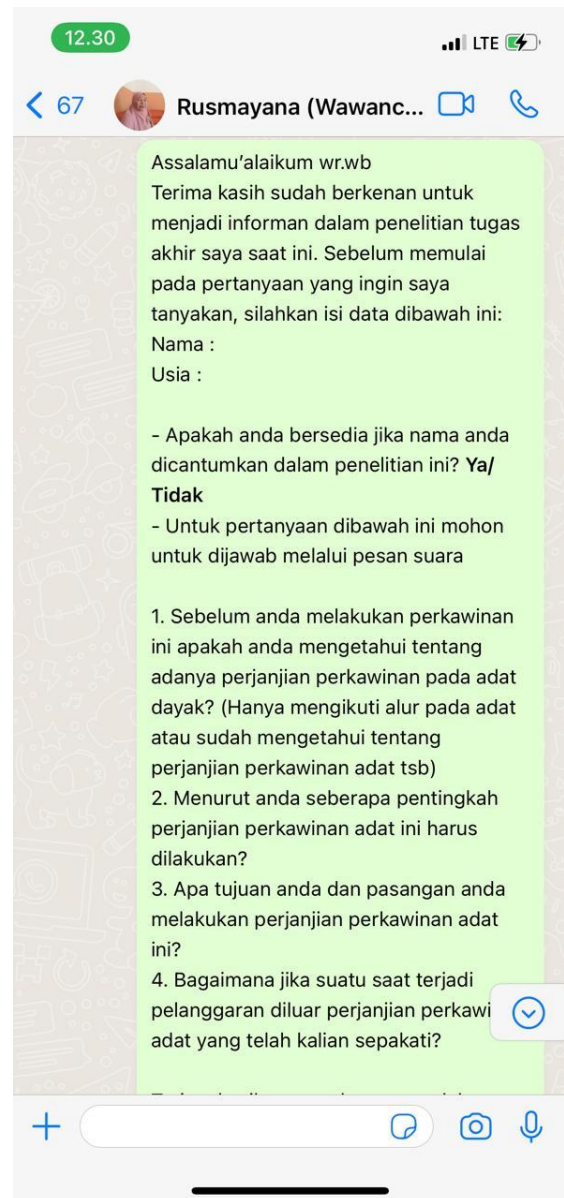 12.30
LTE
67
Rusmayana (Wawanc...
Assalamu'alaikum wr.wb
Terima kasih sudah berkenan untuk
menjadi informan dalam penelitian tugas
akhir saya saat ini. Sebelum memulai
pada pertanyaan yang ingin saya
tanyakan, silahkan isi data dibawah ini:
Nama :
Usia :
- Apakah anda bersedia jika nama anda
dicantumkan dalam penelitian ini? Ya/
Tidak
- Untuk pertanyaan dibawah ini mohon
untuk dijawab melalui pesan suara
1. Sebelum anda melakukan perkawinan
ini apakah anda mengetahui tentang
adanya perjanjian perkawinan pada adat
dayak? (Hanya mengikuti alur pada adat
atau sudah mengetahui tentang
perjanjian perkawinan adat tsb)
2. Menurut anda seberapa pentingkah
perjanjian perkawinan adat ini harus
dilakukan?
3. Apa tujuan anda dan pasangan anda
melakukan perjanjian perkawinan adat
ini?
4. Bagaimana jika suatu saat terjadi
pelanggaran diluar perjanjian perkawi
adat yang telah kalian sepakati?